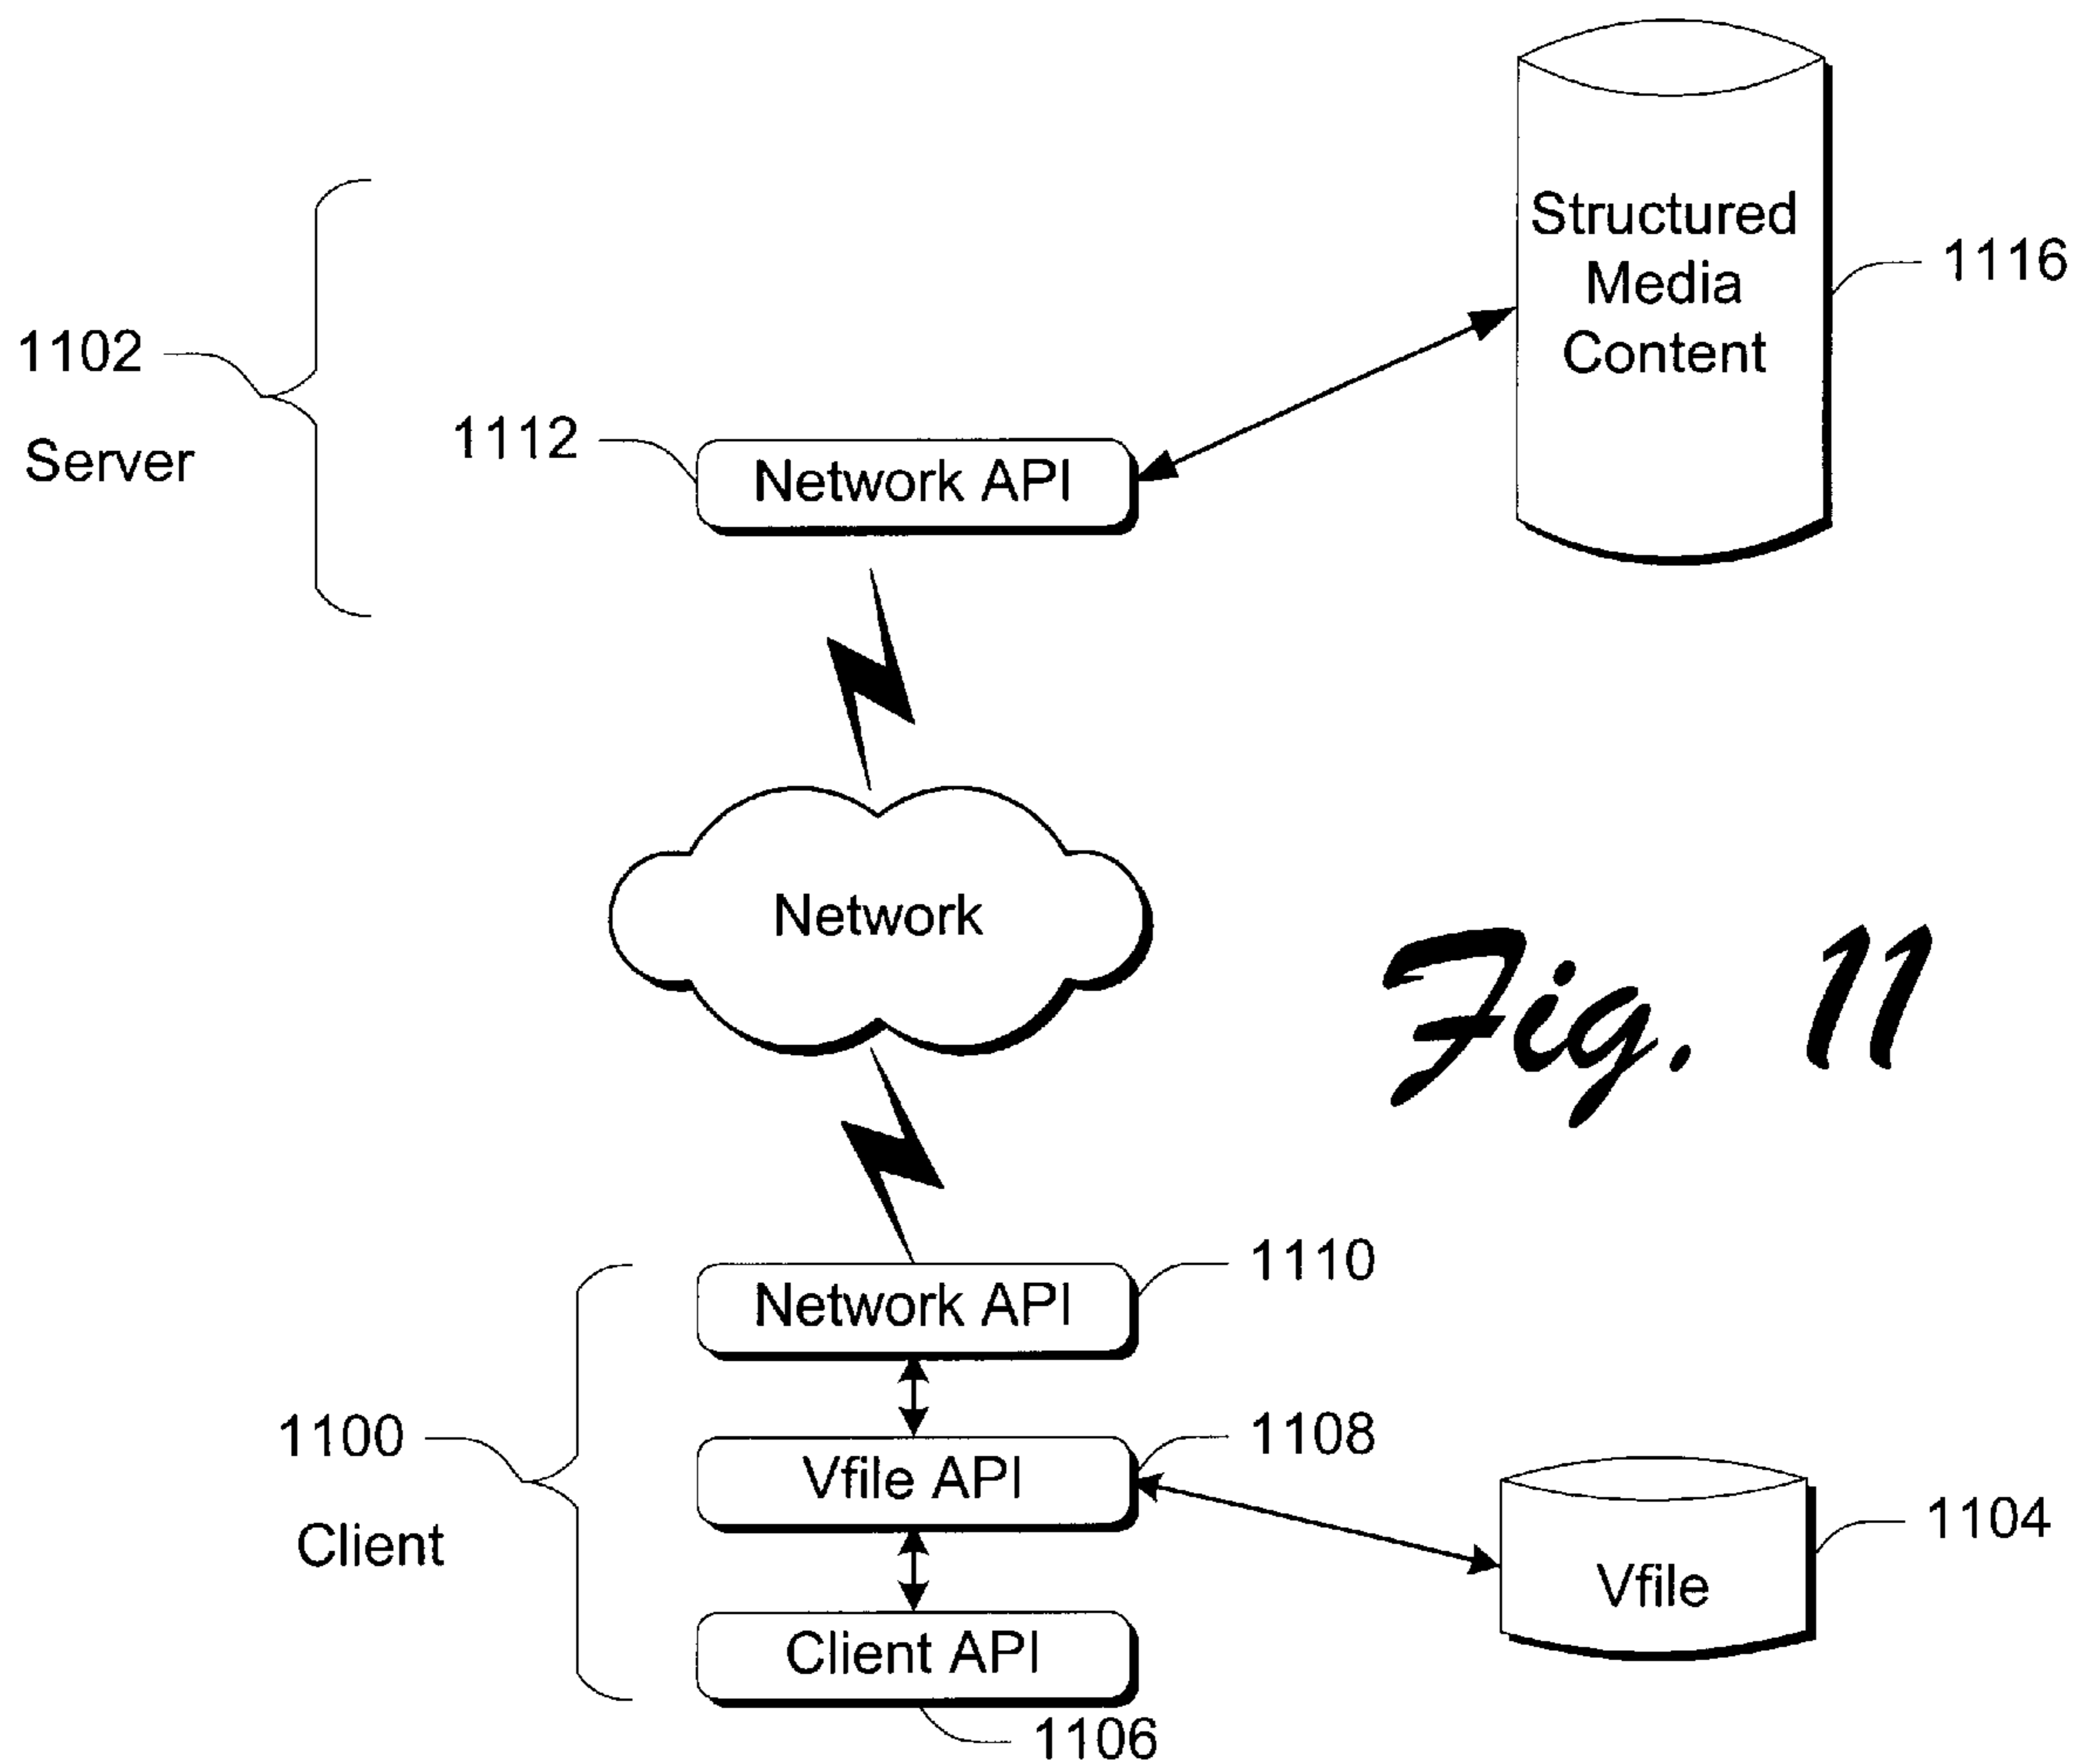 Structured
Media
Content
1116
1102
Server
1112
Network API
Network
Fig. 11
1110
Network API
1100
Client
1108
Vfile API
1104
Vfile
Client API
1106